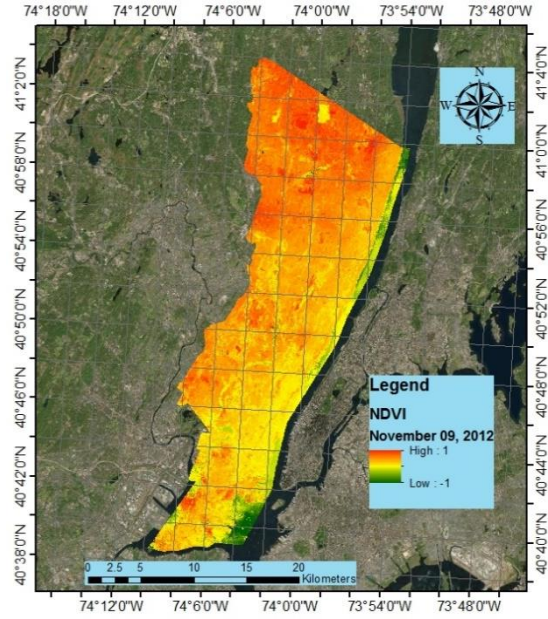 74°18'0"W 74°12'0"W 74°6'0"W 74°0'0"W 73°54'0"W 73°48'0"W
41°2'0"N
40°58'0"N
40°54'0"N
40°50'0"N
40°46'0"N
40°42'0"N
40°38'0"N
N
W E
S
41°4'0"N
41°0'0"N
40°56'0"N
40°52'0"N
40°48'0"N
40°44'0"N
40°40'0"N
Legend
NDVI
November 09, 2012
High : 1
Low : -1
0 2.5 5 10 15 20
Kilometers
74°12'0"W 74°6'0"W 74°0'0"W 73°54'0"W 73°48'0"W